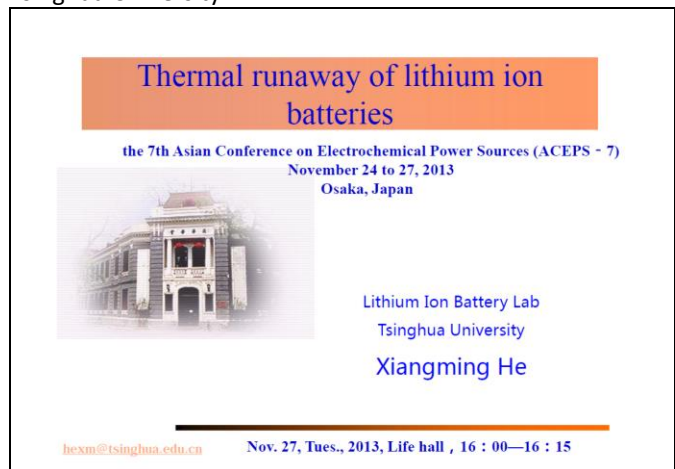 Thermal runaway of lithium ion
batteries
the 7th Asian Conference on Electrochemical Power Sources (ACEPS - 7)
November 24 to 27, 2013
Osaka, Japan
Lithium Ion Battery Lab
Tsinghua University
Xiangming He
hexm@tsinghua.edu.cn Nov. 27, Tues., 2013, Life hall , 16：00—16：15